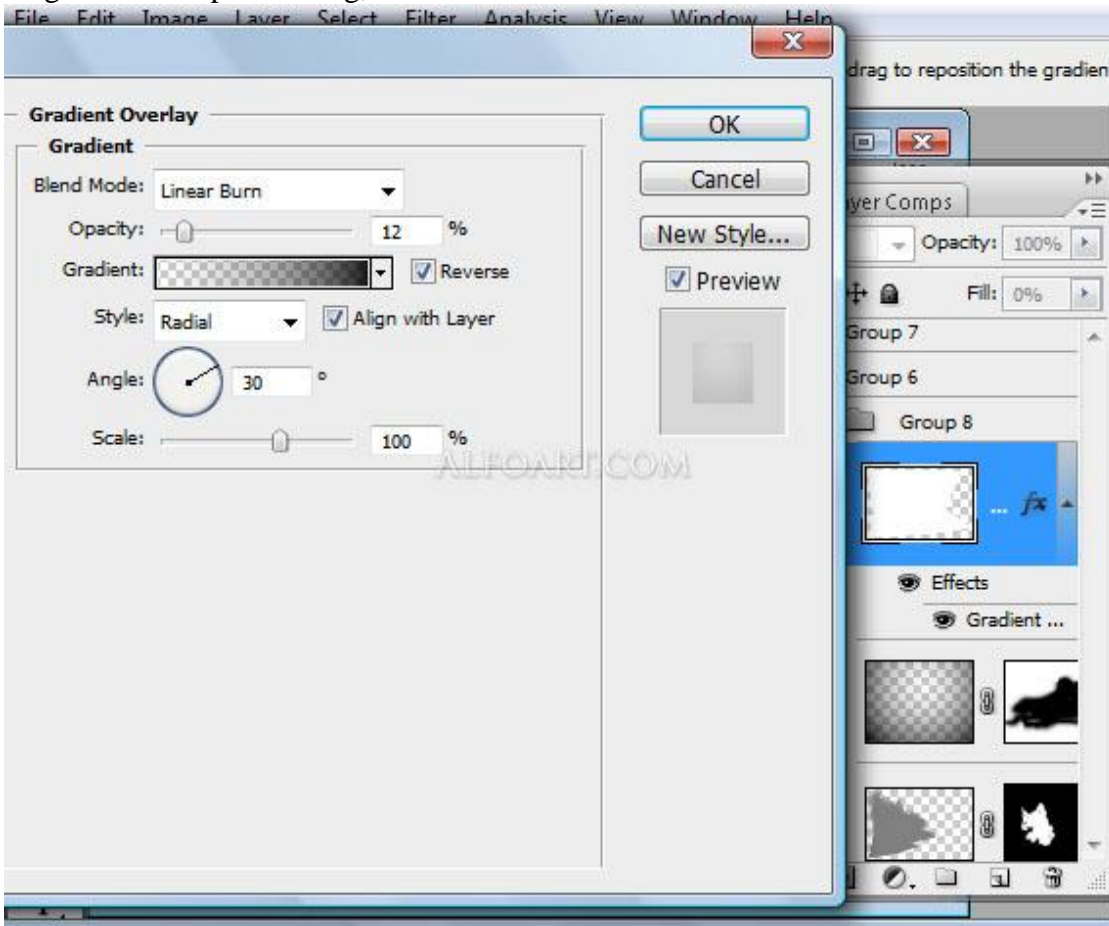 File Edit Image Layer Select Filter Analysis View Window Help
drag to reposition the gradien
Gradient Overlay
Gradient
Blend Mode: Linear Burn
Opacity: 12 %
Gradient: Reverse
Style: Radial Align with Layer
Angle: 30 °
Scale: 100 %
OK
Cancel
New Style...
Preview
ALFOART.COM
yer Comps
Opacity: 100%
Fill: 0%
Group 7
Group 6
Group 8
... fx
Effects
Gradient ...